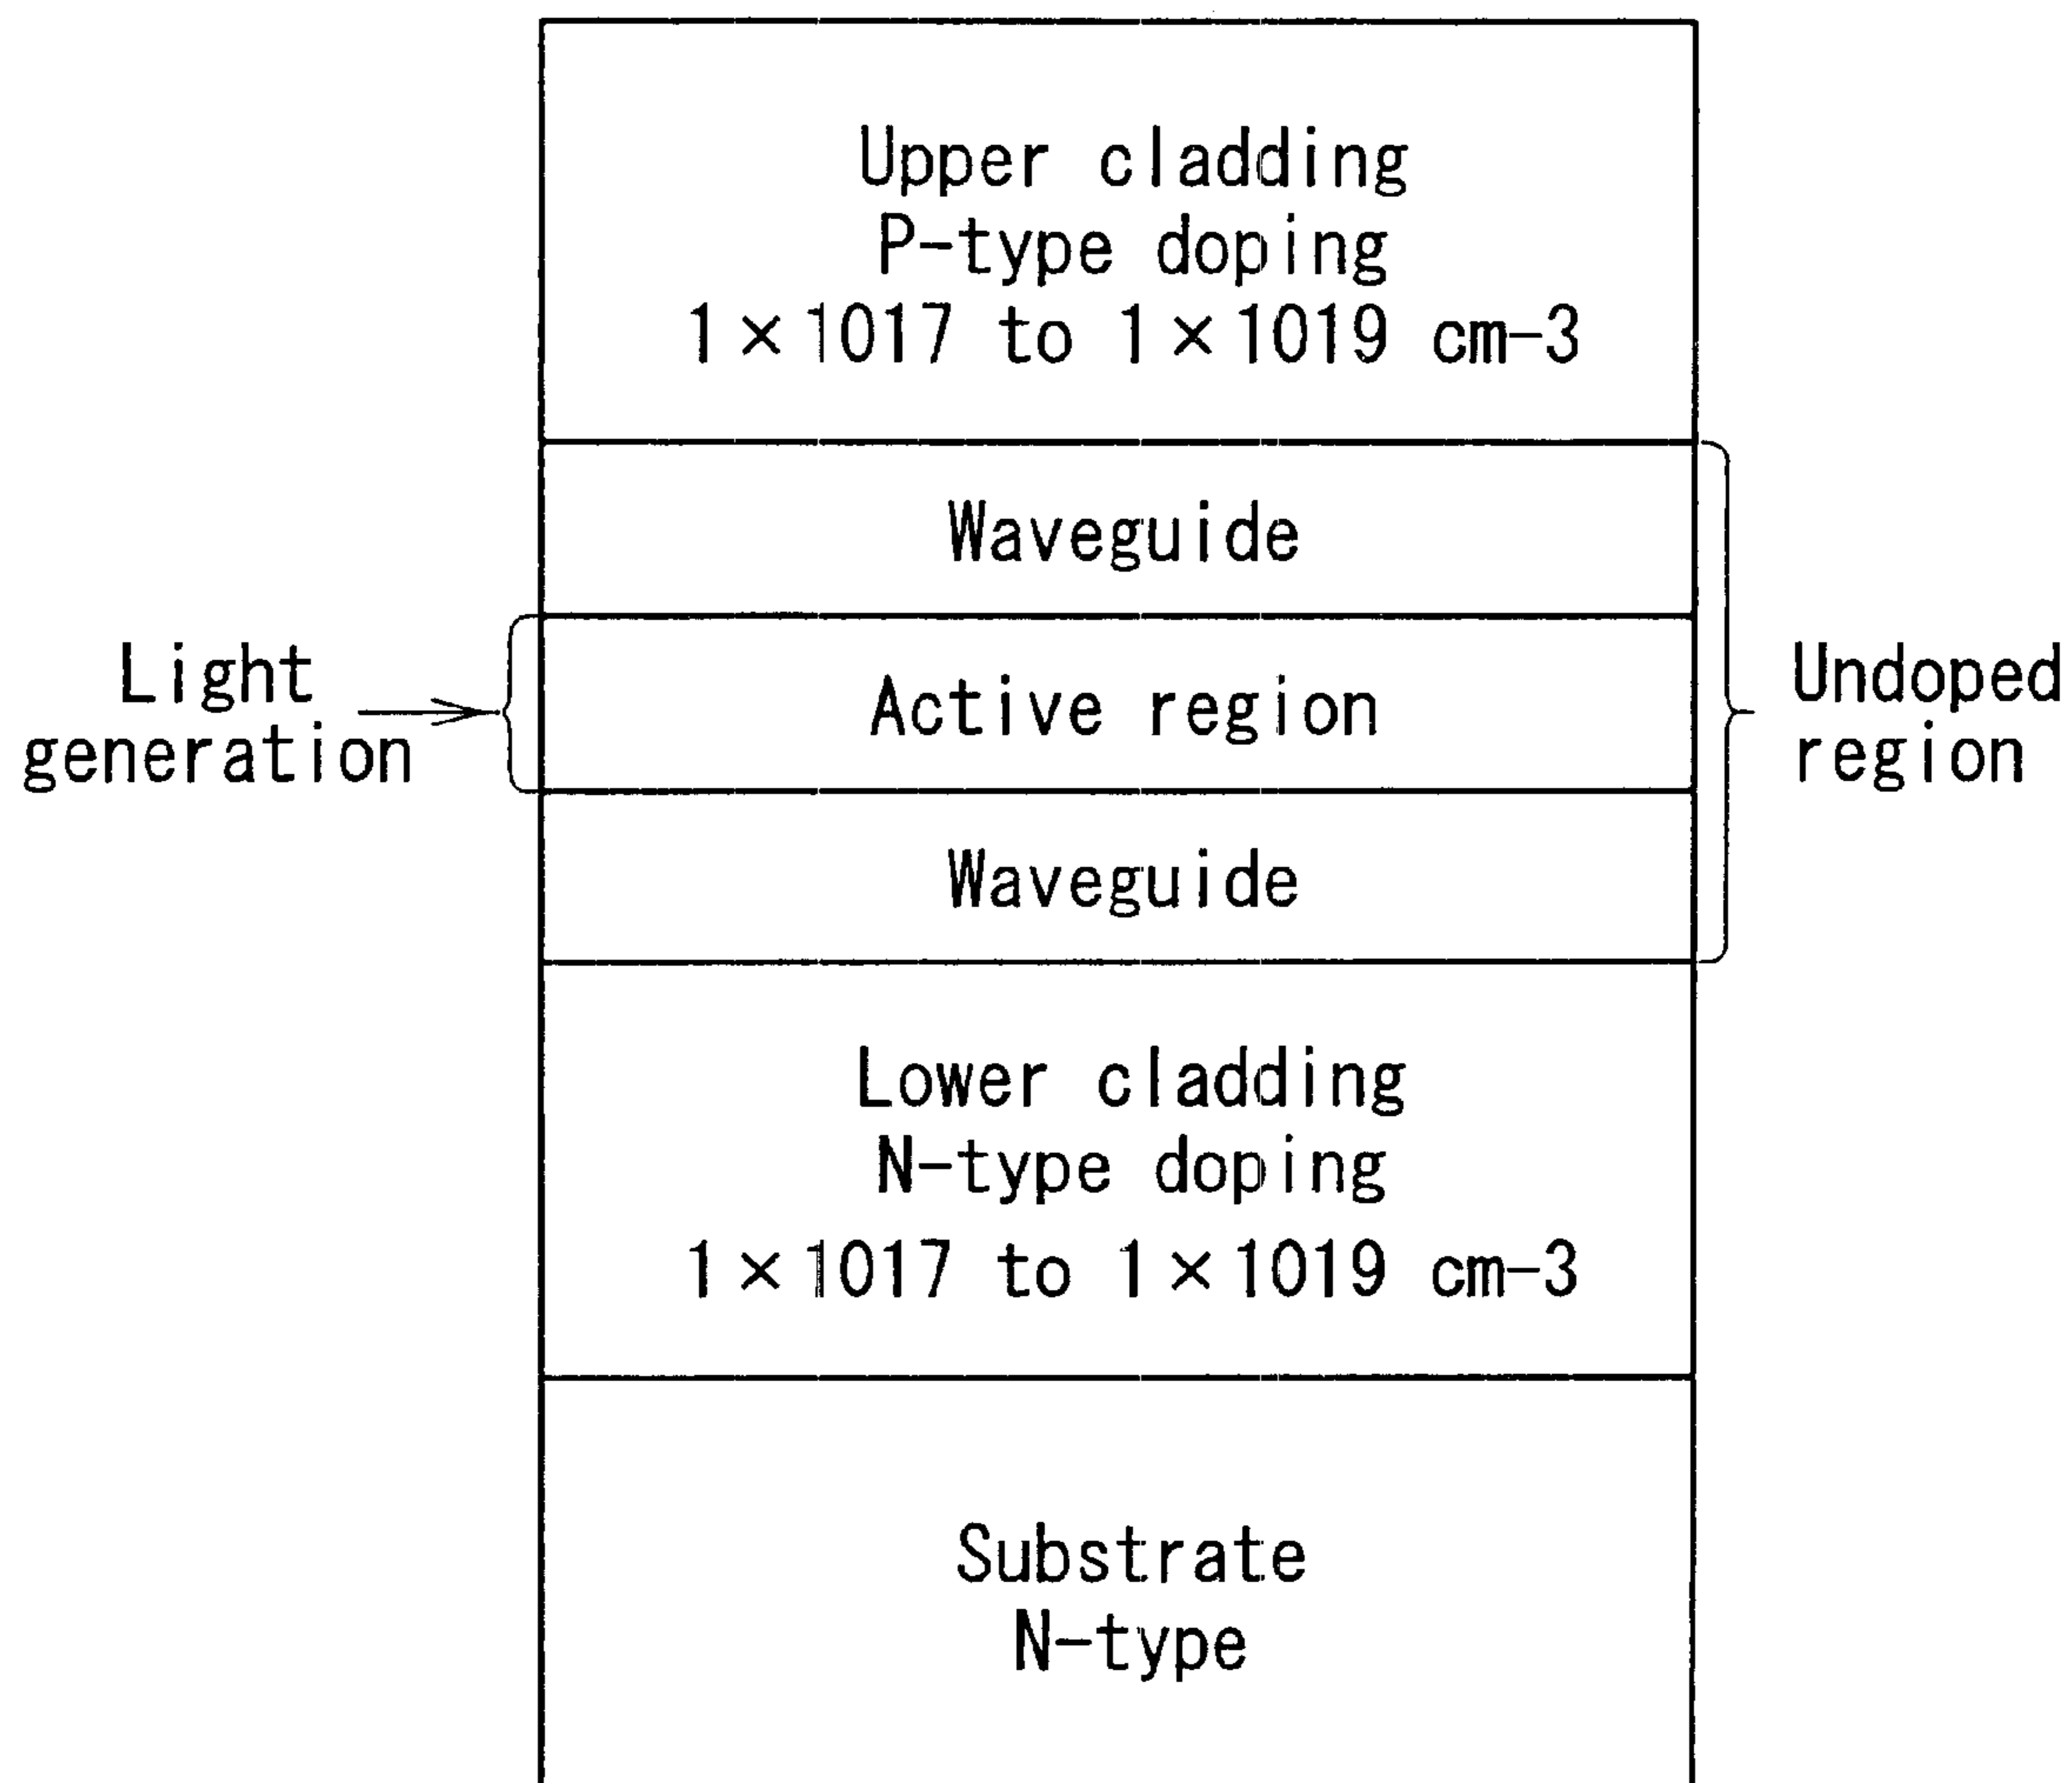 Upper cladding
P-type doping
1×1017 to 1×1019 cm-3
Waveguide
Light
generation
Active region
Undoped
region
Waveguide
Lower cladding
N-type doping
1×1017 to 1×1019 cm-3
Substrate
N-type